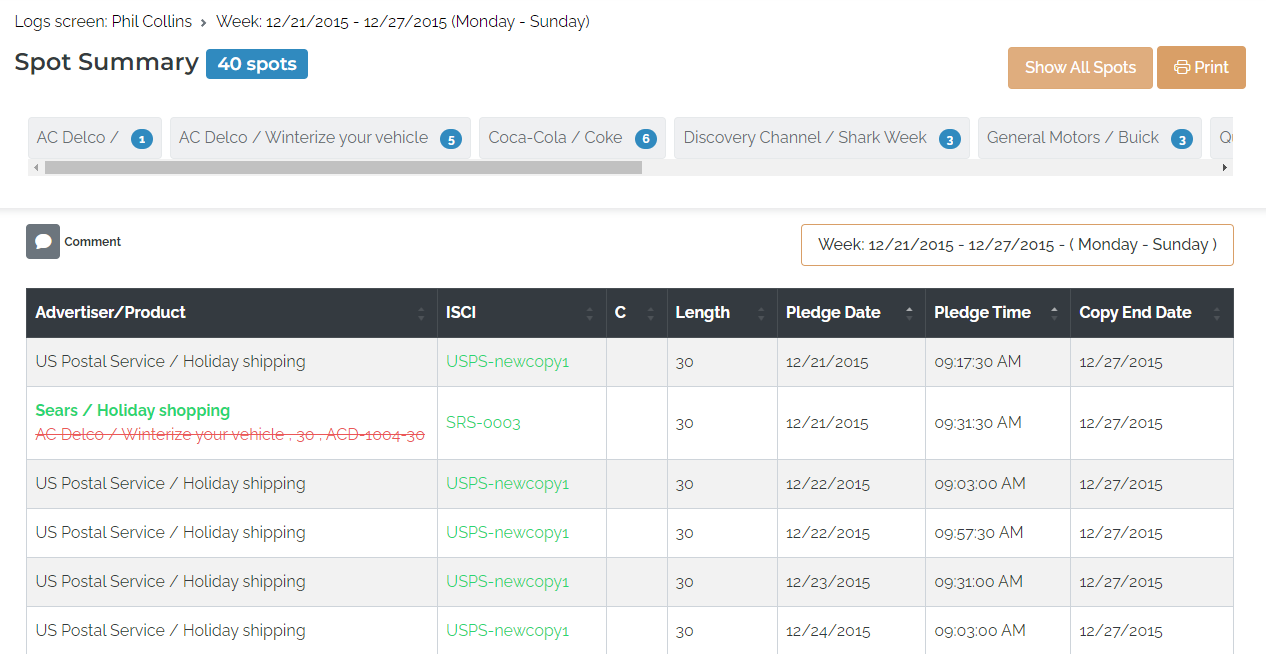 Logs screen: Phil Collins › Week: 12/21/2015 - 12/27/2015 (Monday - Sunday)
Spot Summary 40 spots
Show All Spots Print
AC Delco / 1 AC Delco / Winterize your vehicle 5 Coca-Cola / Coke 6 Discovery Channel / Shark Week 3 General Motors / Buick 3
Comment Week: 12/21/2015 - 12/27/2015 - ( Monday - Sunday )
Advertiser/Product ISCI C Length Pledge Date Pledge Time Copy End Date
US Postal Service / Holiday shipping USPS-newcopy1 30 12/21/2015 09:17:30 AM 12/27/2015
Sears / Holiday shopping
AC Delco / Winterize your vehicle , 30 , ACD-1004-30 SRS-0003 30 12/21/2015 09:31:30 AM 12/27/2015
US Postal Service / Holiday shipping USPS-newcopy1 30 12/22/2015 09:03:00 AM 12/27/2015
US Postal Service / Holiday shipping USPS-newcopy1 30 12/22/2015 09:57:30 AM 12/27/2015
US Postal Service / Holiday shipping USPS-newcopy1 30 12/23/2015 09:31:00 AM 12/27/2015
US Postal Service / Holiday shipping USPS-newcopy1 30 12/24/2015 09:03:00 AM 12/27/2015